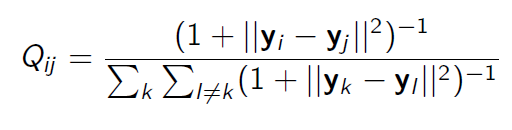 Q_{ij} = \frac{(1 + ||\mathbf{y}_i - \mathbf{y}_j||^2)^{-1}}{\sum_k \sum_{l \neq k} (1 + ||\mathbf{y}_k - \mathbf{y}_l||^2)^{-1}}